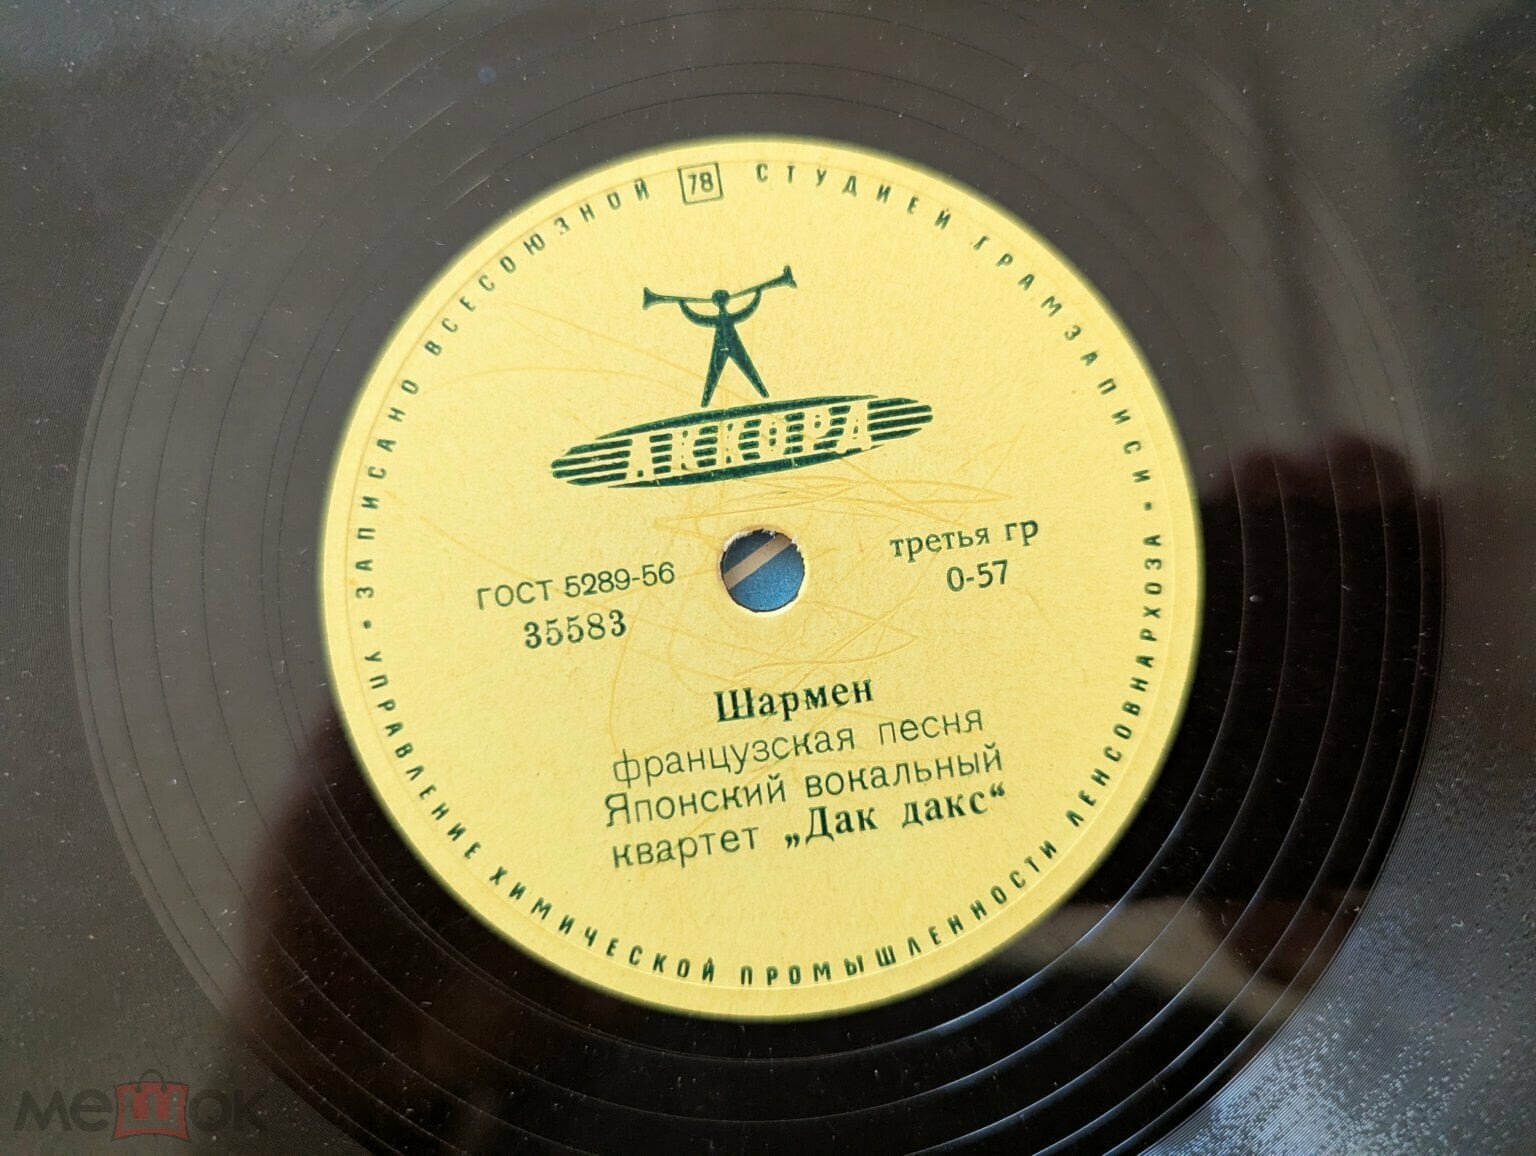 ЗАПИСАНО ВСЕСОЮЗНОЙ 78 СТУДИЕЙ ГРАМЗАПИСИ
АККОРД
ГОСТ 5289-56
35583
третья гр
0-57
Шармен
французская песня
Японский вокальный
квартет „Дак дакс“
УПРАВЛЕНИЕ ХИМИЧЕСКОЙ ПРОМЫШЛЕННОСТИ ЛЕНСОВНАРХОЗА
мешок